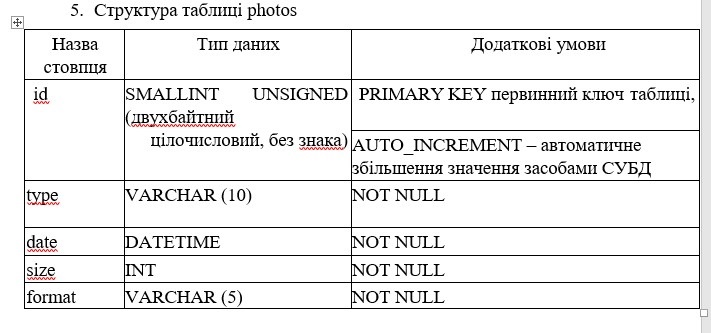 5. Структура таблиці photos
Назва стовпця
Тип даних
Додаткові умови
id
SMALLINT UNSIGNED
(двухбайтний
цілочисловий, без знака)
PRIMARY KEY первинний ключ таблиці,
AUTO_INCREMENT – автоматичне
збільшення значення засобами СУБД
type
VARCHAR (10)
NOT NULL
date
DATETIME
NOT NULL
size
INT
NOT NULL
format
VARCHAR (5)
NOT NULL